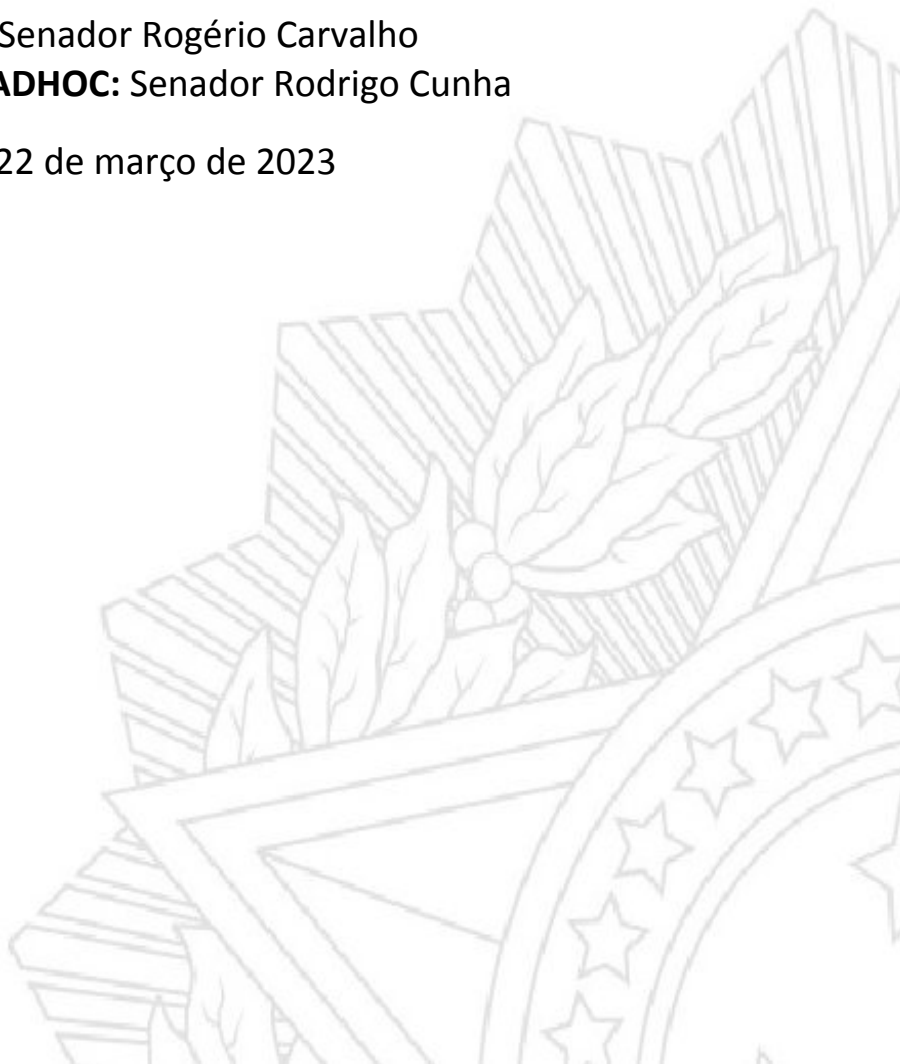 Senador Rogério Carvalho
ADHOC: Senador Rodrigo Cunha
22 de março de 2023